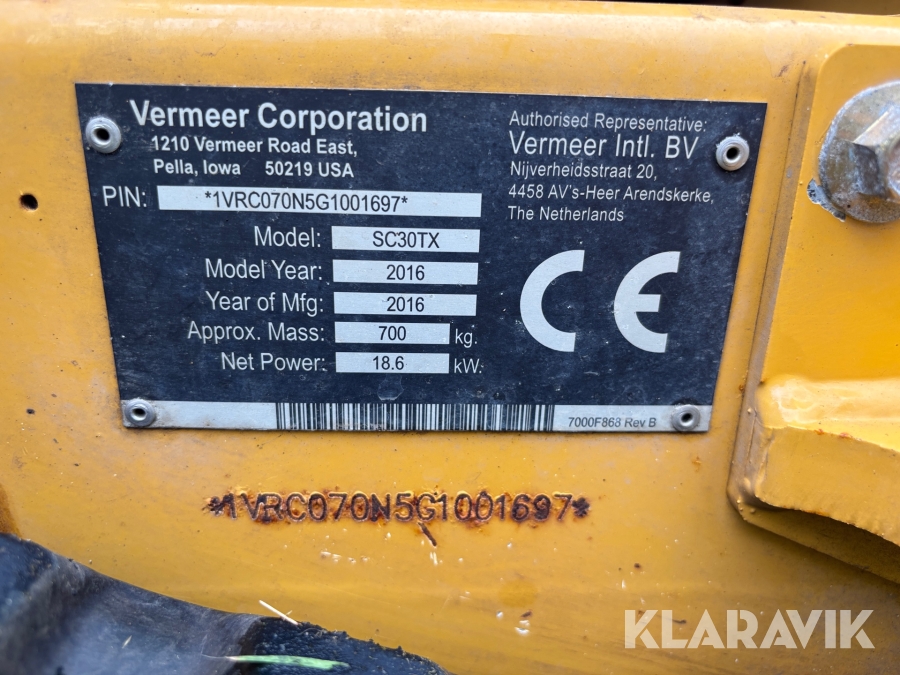 Vermeer Corporation
1210 Vermeer Road East,
Pella, Iowa 50219 USA
PIN: *1VRC070N5G1001697*
Model: SC30TX
Model Year: 2016
Year of Mfg: 2016
Approx. Mass: 700 kg.
Net Power: 18.6 kW.
Authorised Representative:
Vermeer Intl. BV
Nijverheidsstraat 20,
4458 AV's-Heer Arendskerke,
The Netherlands
CE
7000F868 Rev B
*1VRC070N5G1001697*
KLARAVIK